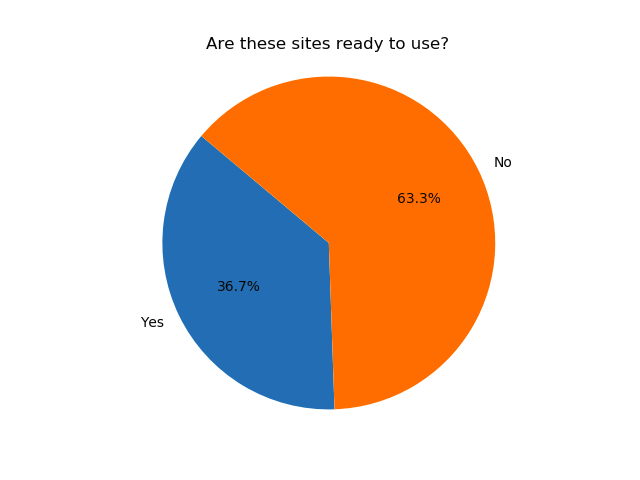 Are these sites ready to use?
No
63.3%
36.7%
Yes